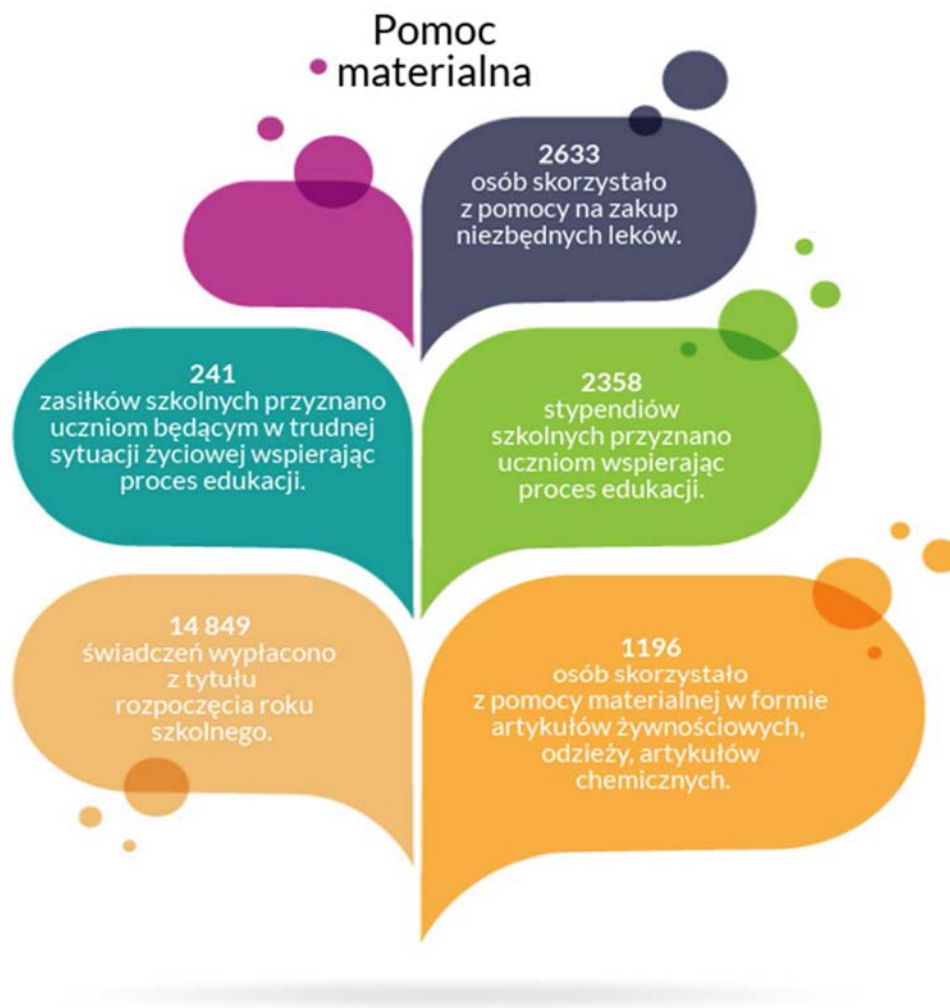 Pomoc
materialna
2633
osób skorzystało
z pomocy na zakup
niezbędnych leków.
241
zasiłków szkolnych przyznano
uczniom będącym w trudnej
sytuacji życiowej wspierając
proces edukacji.
2358
stypendiów
szkolnych przyznano
uczniom wspierając
proces edukacji.
14 849
świadczeń wypłacono
z tytułu
rozpoczęcia roku
szkolnego.
1196
osób skorzystało
z pomocy materialnej w formie
artykułów żywnościowych,
odzieży, artykułów
chemicznych.